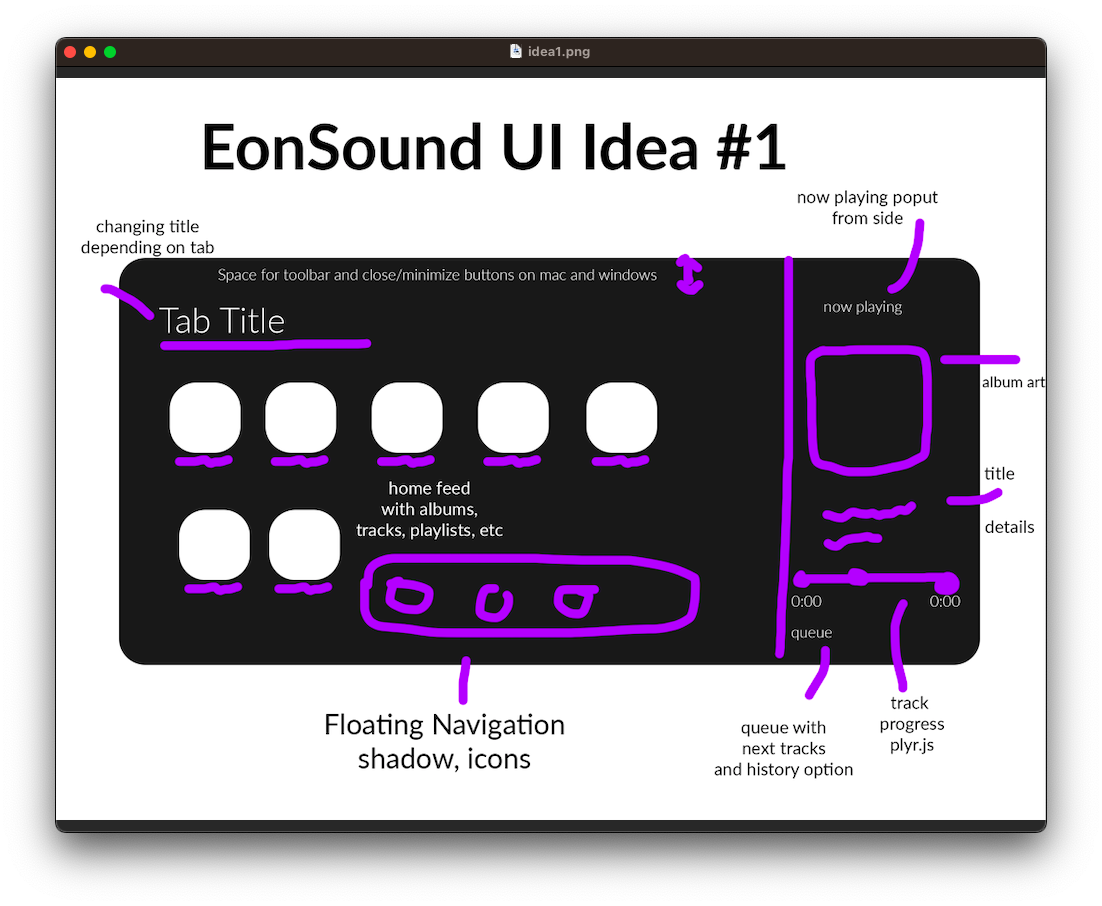 idea1.png
EonSound UI Idea #1
now playing poput
from side
changing title
depending on tab
Space for toolbar and close/minimize buttons on mac and windows
now playing
Tab Title
album art
title
home feed
with albums,
tracks, playlists, etc
details
0:00
0:00
queue
Floating Navigation
shadow, icons
queue with
next tracks
and history option
track
progress
plyr.js